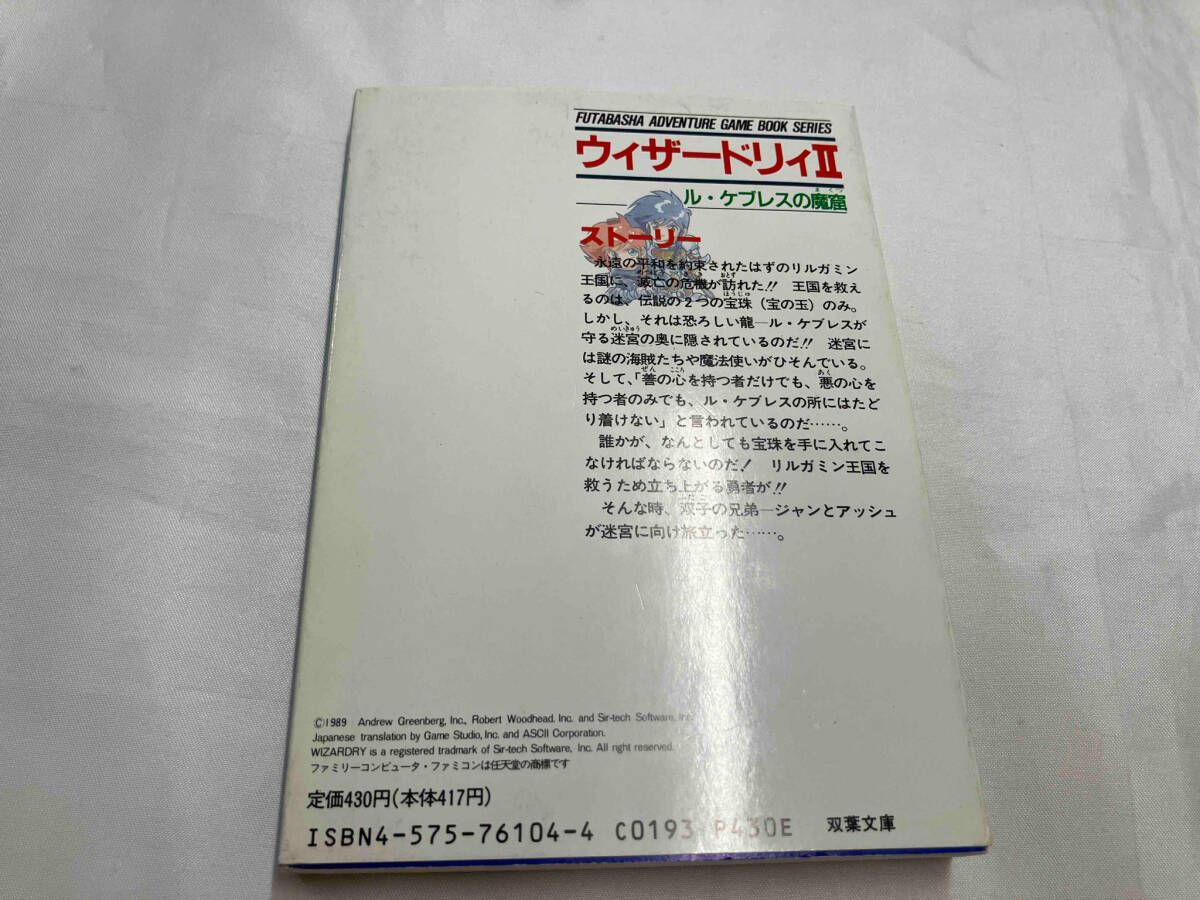 FUTABASHA ADVENTURE GAME BOOK SERIES
ウィザードリィII
ル・ケブレスの魔窟
まくつ
ストーリー
永遠の平和を約束されたはずのリルガミン
王国に、滅亡の危機が訪れた!! 王国を救え
るのは、伝説の2つの宝珠(宝の玉)のみ。
しかし、それは恐ろしい龍―ル・ケブレスが
守る迷宮の奥に隠されているのだ!! 迷宮に
は謎の海賊たちや魔法使いがひそんでいる。
そして、「善の心を持つ者だけでも、悪の心を
持つ者のみでも、ル・ケブレスの所にはたど
り着けない」と言われているのだ……。
誰かが、なんとしても宝珠を手に入れてこ
なければならないのだ! リルガミン王国を
救うため立ち上がる勇者が!!
そんな時、双子の兄弟―ジャンとアッシュ
が迷宮に向け旅立った……。
©1989 Andrew Greenberg, Inc., Robert Woodhead, Inc. and Sir-tech Software, Inc.
Japanese translation by Game Studio, Inc. and ASCII Corporation.
WIZARDRY is a registered tradmark of Sir-tech Software, Inc. All right reserved.
ファミリーコンピュータ・ファミコンは任天堂の商標です
定価430円(本体417円)
ISBN4-575-76104-4 C0193 P430E 双葉文庫